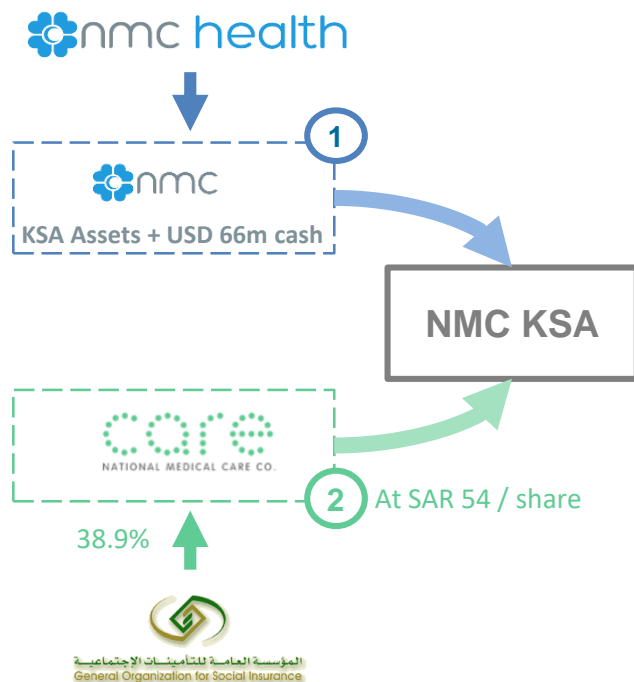 nmc health
1
nmc
KSA Assets + USD 66m cash
NMC KSA
care
NATIONAL MEDICAL CARE CO.
2
At SAR 54 / share
38.9%
المؤسسة العامة للتأمينات الإجتماعية
General Organization for Social Insurance